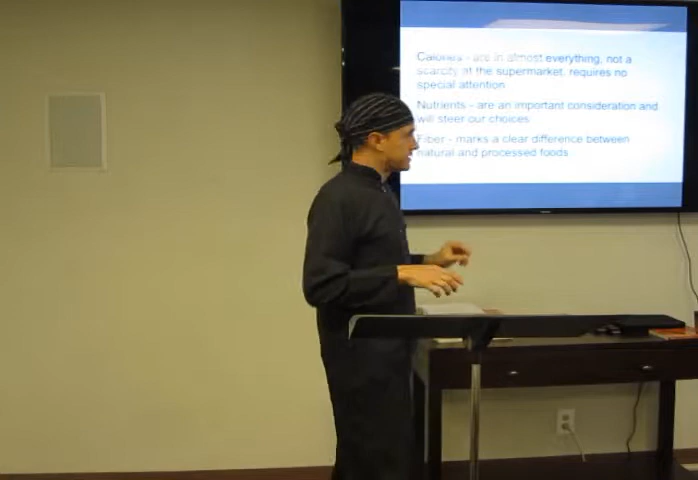 Calories - are in almost everything, not a
scarcity at the supermarket, requires no
special attention
Nutrients - are an important consideration and
will steer our choices
Fiber - marks a clear difference between
natural and processed foods.